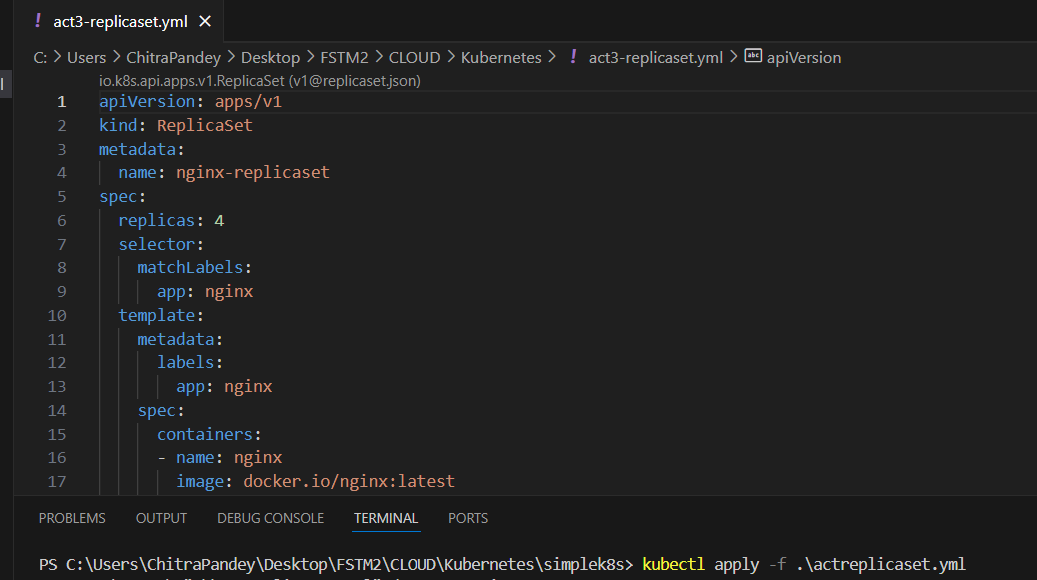 ! act3-replicaset.yml ×
C: > Users > ChitraPandey > Desktop > FSTM2 > CLOUD > Kubernetes > ! act3-replicaset.yml > abc apiVersion
io.k8s.api.apps.v1.ReplicaSet (v1@replicaset.json)
1 apiVersion: apps/v1
2 kind: ReplicaSet
3 metadata:
4   name: nginx-replicaset
5 spec:
6   replicas: 4
7   selector:
8     matchLabels:
9       app: nginx
10   template:
11     metadata:
12       labels:
13         app: nginx
14     spec:
15       containers:
16       - name: nginx
17         image: docker.io/nginx:latest
PROBLEMS OUTPUT DEBUG CONSOLE TERMINAL PORTS
PS C:\Users\ChitraPandey\Desktop\FSTM2\CLOUD\Kubernetes\simplek8s> kubectl apply -f .\actreplicaset.yml